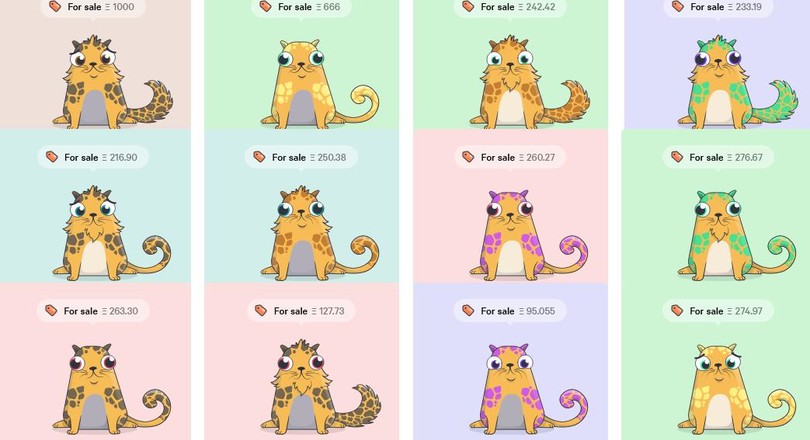 For sale Ξ 1000
For sale Ξ 666
For sale Ξ 242.42
For sale Ξ 233.19
For sale Ξ 216.90
For sale Ξ 250.38
For sale Ξ 260.27
For sale Ξ 276.67
For sale Ξ 263.30
For sale Ξ 127.73
For sale Ξ 95.055
For sale Ξ 274.97